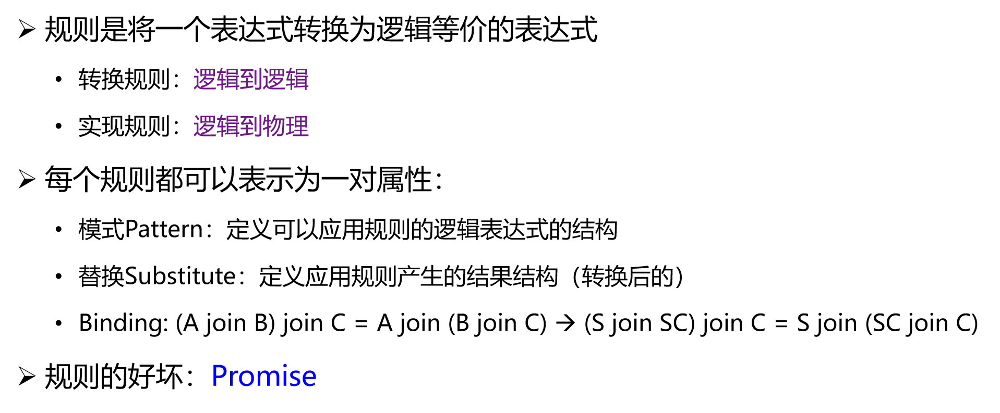 ➢ 规则是将一个表达式转换为逻辑等价的表达式
• 转换规则：逻辑到逻辑
• 实现规则：逻辑到物理
➢ 每个规则都可以表示为一对属性：
• 模式Pattern：定义可以应用规则的逻辑表达式的结构
• 替换Substitute：定义应用规则产生的结果结构（转换后的）
• Binding: (A join B) join C = A join (B join C) → (S join SC) join C = S join (SC join C)
➢ 规则的好坏：Promise